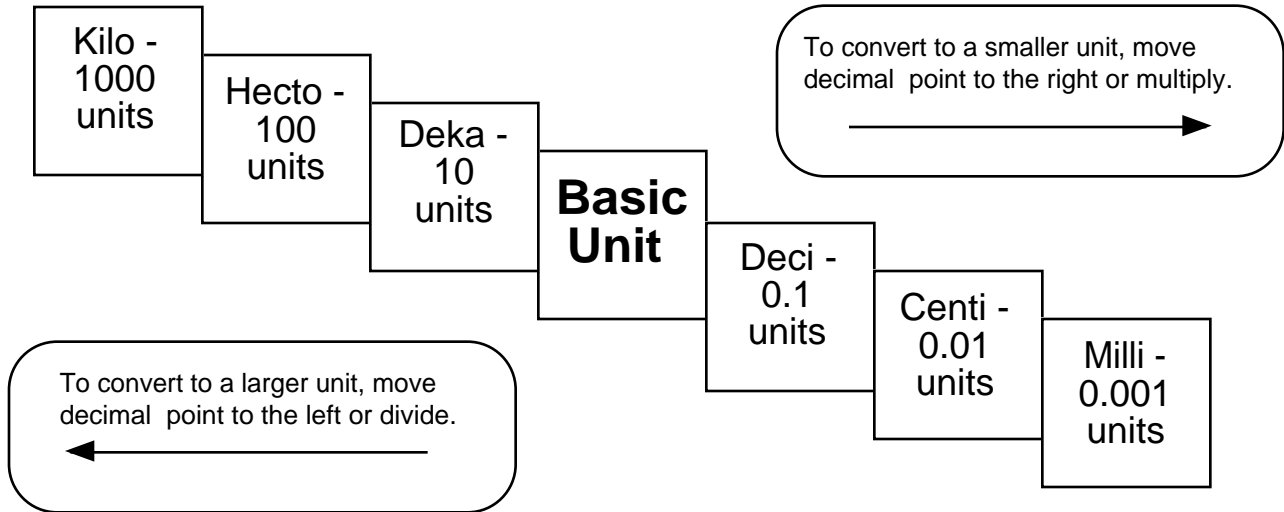 Kilo -
1000
units
Hecto -
100
units
Deka -
10
units
Basic
Unit
Deci -
0.1
units
Centi -
0.01
units
Milli -
0.001
units
To convert to a smaller unit, move
decimal  point to the right or multiply.
To convert to a larger unit, move
decimal  point to the left or divide.